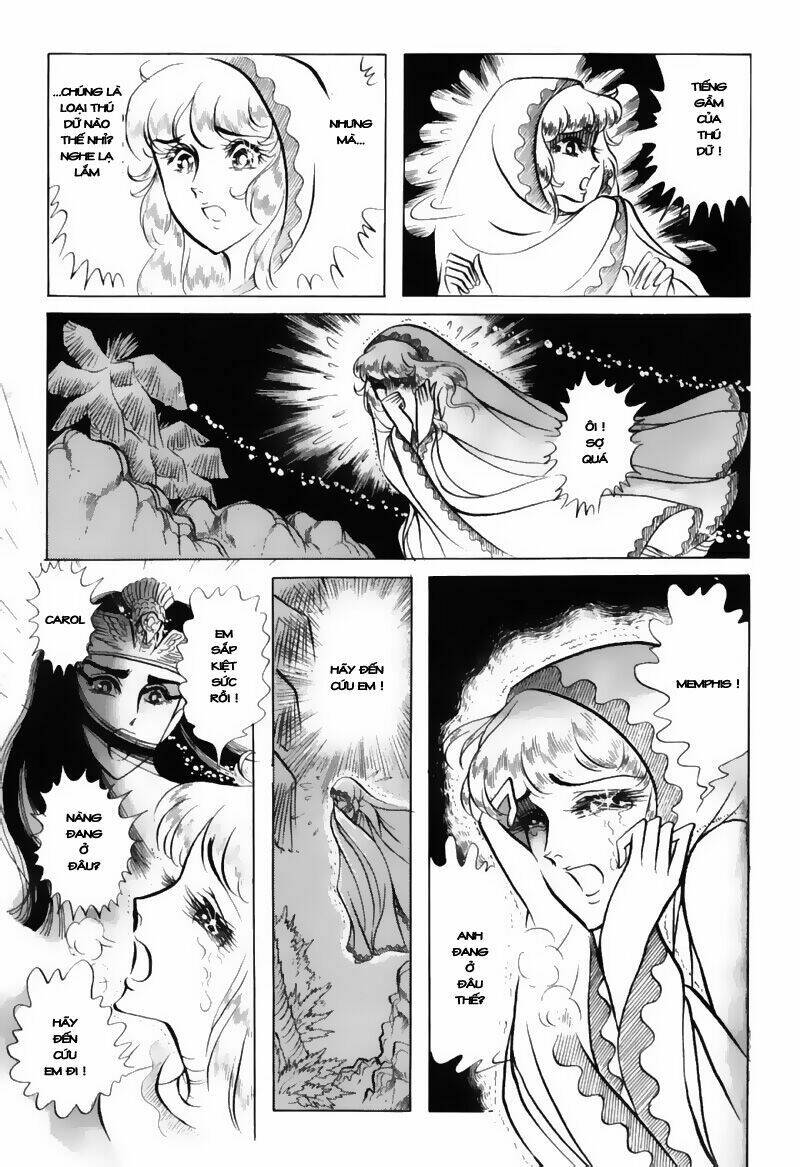 TIẾNG
GẦM
CỦA
THÚ
DỮ !
NHƯNG
MÀ...
...CHÚNG LÀ
LOẠI THÚ
DỮ NÀO
THẾ NHỈ?
NGHE LẠ
LẮM
ÔI !
SỢ
QUÁ
MEMPHIS !
ANH
ĐANG
Ở
ĐÂU
THẾ?
HÃY ĐẾN
CỨU EM !
EM
SẮP
KIỆT
SỨC
RỒI !
CAROL
NÀNG
ĐANG
Ở
ĐÂU?
HÃY
ĐẾN
CỨU
EM ĐI !